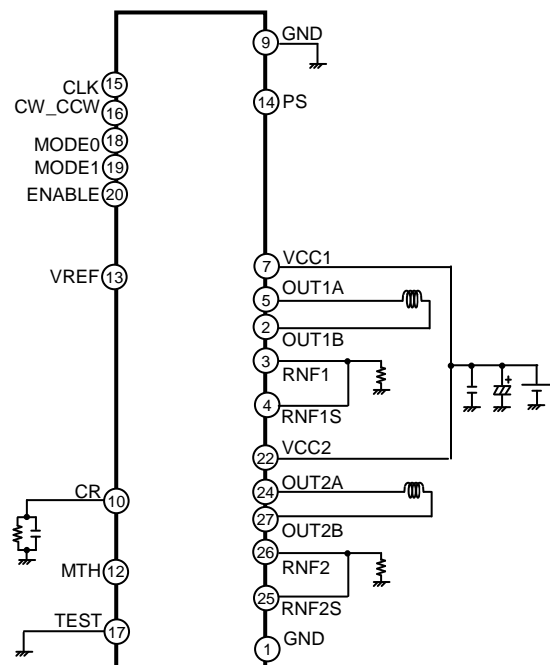 9 GND
14 PS
15 CLK
16 CW_CCW
18 MODE0
19 MODE1
20 ENABLE
13 VREF
7 VCC1
5 OUT1A
2 OUT1B
3 RNF1
4 RNF1S
+
22 VCC2
24 OUT2A
27 OUT2B
26 RNF2
25 RNF2S
1 GND
CR 10
MTH 12
TEST 17